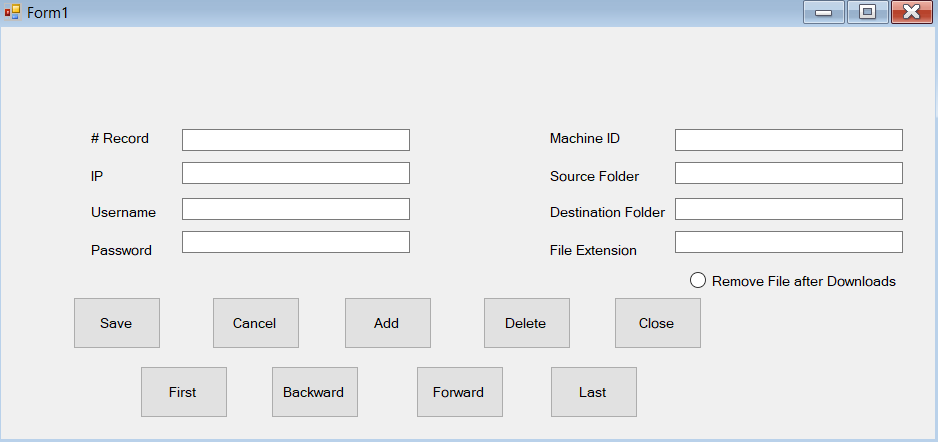 Form1
# Record
Machine ID
IP
Source Folder
Username
Destination Folder
Password
File Extension
Remove File after Downloads
Save Cancel Add Delete Close
First Backward Forward Last